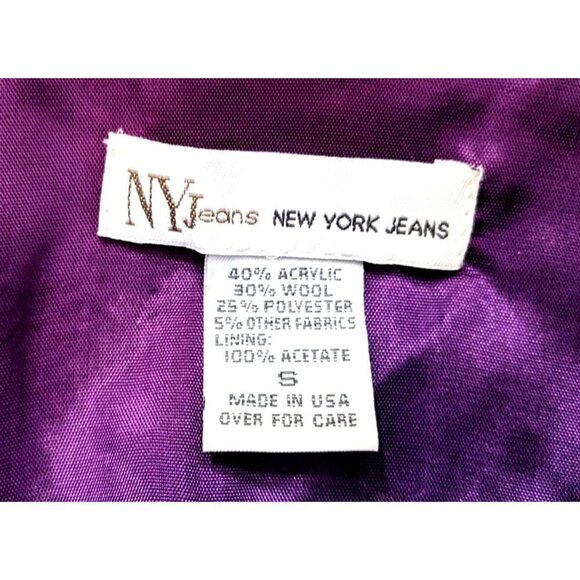 NYJeans NEW YORK JEANS
40% ACRYLIC
30% WOOL
25% POLYESTER
5% OTHER FABRICS
LINING:
100% ACETATE
S
MADE IN USA
OVER FOR CARE